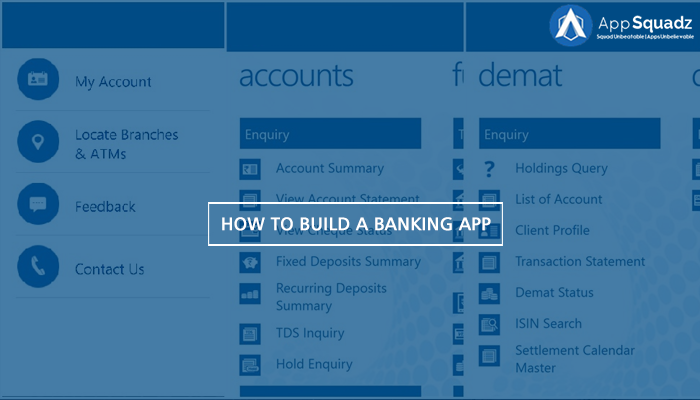 App Squadz
Squad Unbeatable | Apps Unbelievable
My Account
Locate Branches
& ATMs
Feedback
Contact Us
accounts
Enquiry
Account Summary
View Account Statement
View Cheque Status
Fixed Deposits Summary
Recurring Deposits
Summary
TDS Inquiry
Hold Enquiry
demat
Enquiry
Holdings Query
List of Account
Client Profile
Transaction Statement
Demat Status
ISIN Search
Settlement Calendar
Master
HOW TO BUILD A BANKING APP